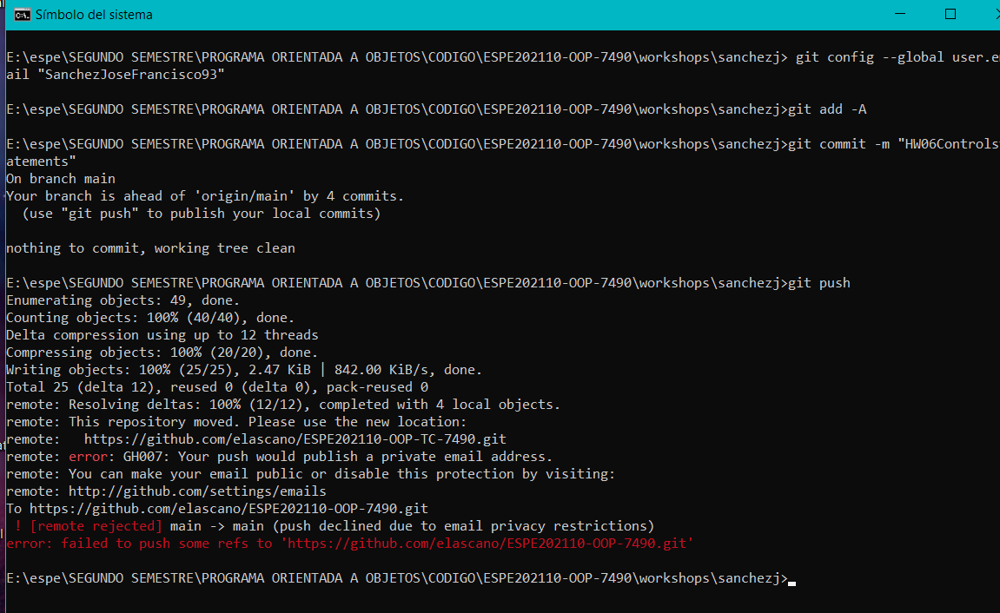 Símbolo del sistema
E:\espe\SEGUNDO SEMESTRE\PROGRAMA ORIENTADA A OBJETOS\CODIGO\ESPE202110-OOP-7490\workshops\sanchezj> git config --global user.em
ail "SanchezJoseFrancisco93"
E:\espe\SEGUNDO SEMESTRE\PROGRAMA ORIENTADA A OBJETOS\CODIGO\ESPE202110-OOP-7490\workshops\sanchezj>git add -A
E:\espe\SEGUNDO SEMESTRE\PROGRAMA ORIENTADA A OBJETOS\CODIGO\ESPE202110-OOP-7490\workshops\sanchezj>git commit -m "HW06Controlst
atements"
On branch main
Your branch is ahead of 'origin/main' by 4 commits.
  (use "git push" to publish your local commits)
nothing to commit, working tree clean
E:\espe\SEGUNDO SEMESTRE\PROGRAMA ORIENTADA A OBJETOS\CODIGO\ESPE202110-OOP-7490\workshops\sanchezj>git push
Enumerating objects: 49, done.
Counting objects: 100% (40/40), done.
Delta compression using up to 12 threads
Compressing objects: 100% (20/20), done.
Writing objects: 100% (25/25), 2.47 KiB | 842.00 KiB/s, done.
Total 25 (delta 12), reused 0 (delta 0), pack-reused 0
remote: Resolving deltas: 100% (12/12), completed with 4 local objects.
remote: This repository moved. Please use the new location:
remote:   https://github.com/elascano/ESPE202110-OOP-TC-7490.git
remote: error: GH007: Your push would publish a private email address.
remote: You can make your email public or disable this protection by visiting:
remote: http://github.com/settings/emails
To https://github.com/elascano/ESPE202110-OOP-7490.git
 ! [remote rejected] main -> main (push declined due to email privacy restrictions)
error: failed to push some refs to 'https://github.com/elascano/ESPE202110-OOP-7490.git'
E:\espe\SEGUNDO SEMESTRE\PROGRAMA ORIENTADA A OBJETOS\CODIGO\ESPE202110-OOP-7490\workshops\sanchezj>